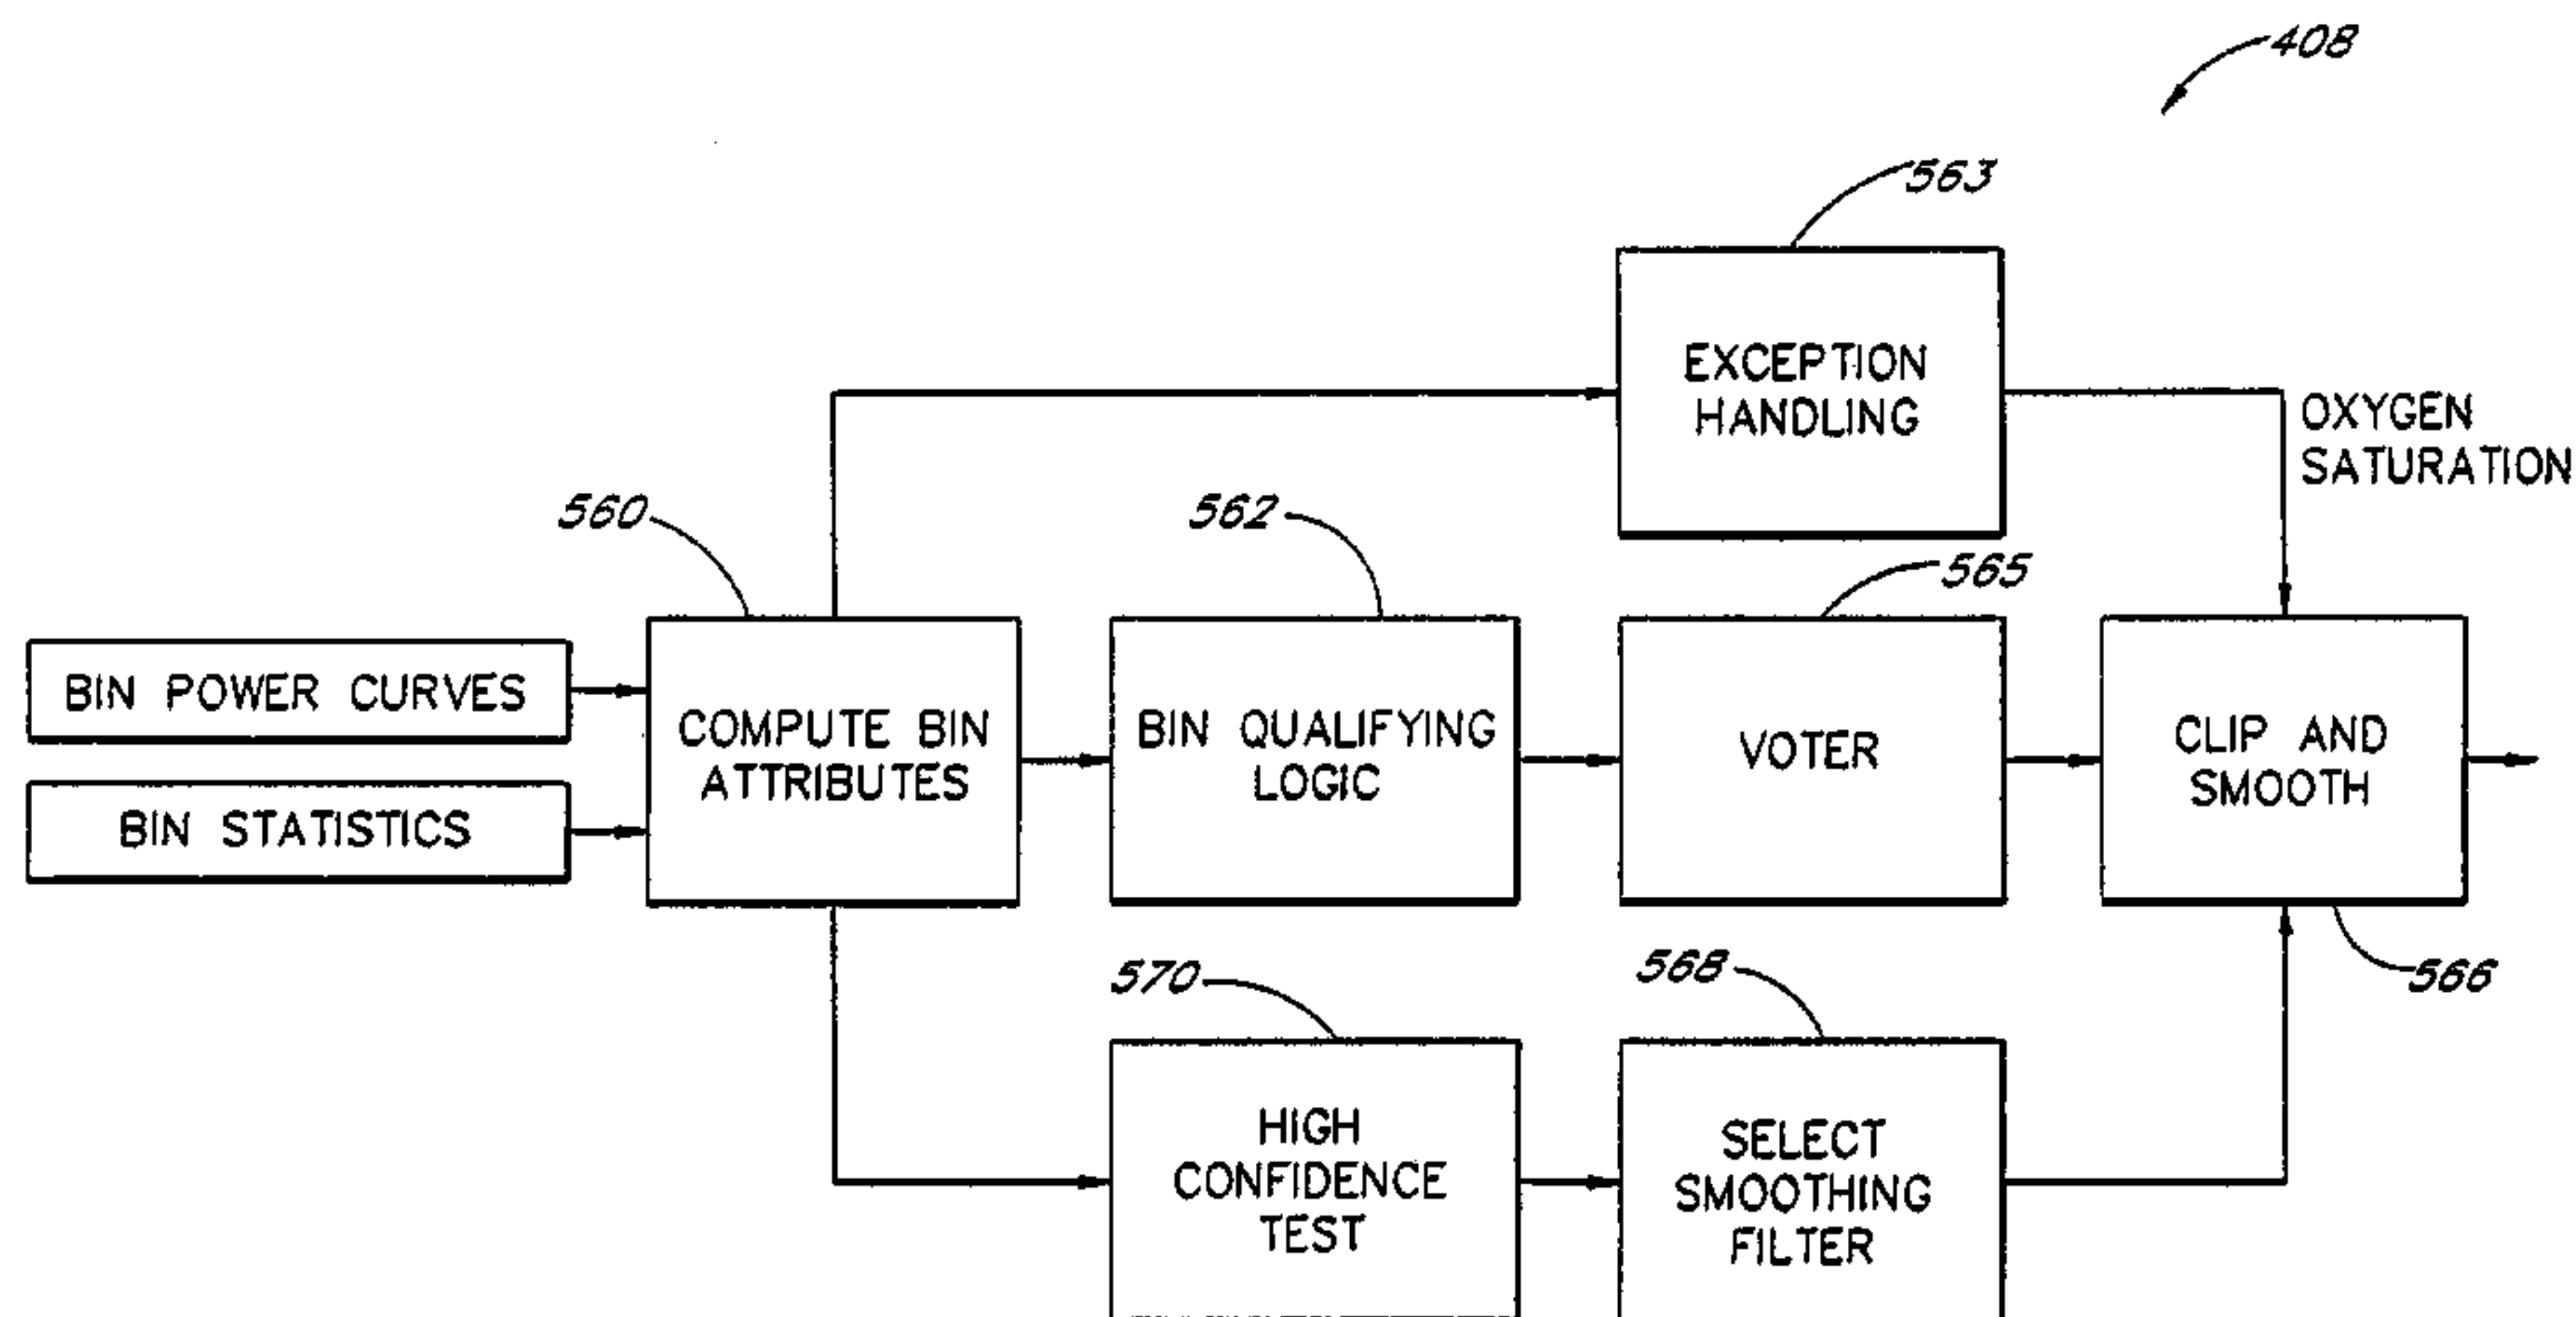 408
563
EXCEPTION
HANDLING
OXYGEN
SATURATION
560
562
565
BIN POWER CURVES
BIN STATISTICS
COMPUTE BIN
ATTRIBUTES
BIN QUALIFYING
LOGIC
VOTER
CLIP AND
SMOOTH
570
568
566
HIGH
CONFIDENCE
TEST
SELECT
SMOOTHING
FILTER